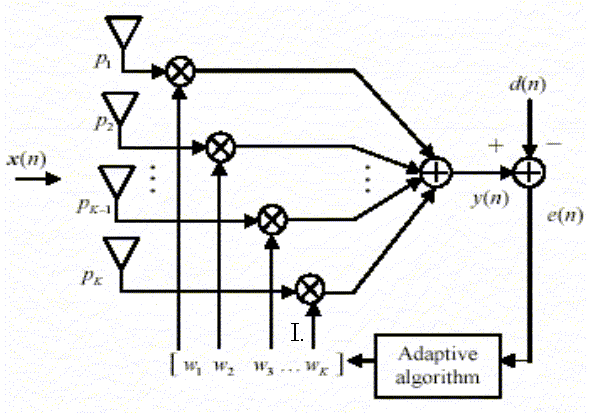 p1
d(n)
p2
+
−
x(n)
⋮
⋮
y(n)
pK−1
e(n)
pK
I.
[ w1 w2 w3 ... wK ]
Adaptive
algorithm